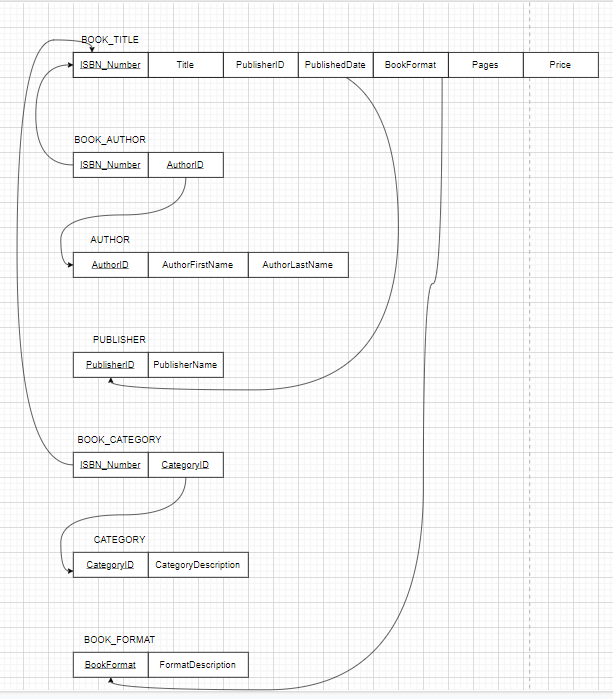 BOOK_TITLE
ISBN_Number Title PublisherID PublishedDate BookFormat Pages Price
BOOK_AUTHOR
ISBN_Number AuthorID
AUTHOR
AuthorID AuthorFirstName AuthorLastName
PUBLISHER
PublisherID PublisherName
BOOK_CATEGORY
ISBN_Number CategoryID
CATEGORY
CategoryID CategoryDescription
BOOK_FORMAT
BookFormat FormatDescription